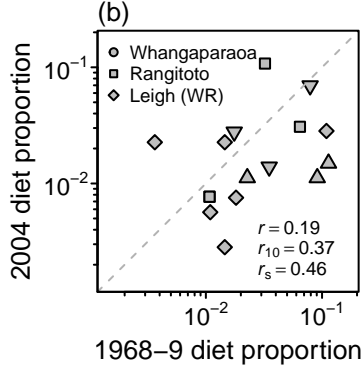 (b)
Whangaparaoa
Rangitoto
Leigh (WR)
10⁻¹
10⁻²
2004 diet proportion
r = 0.19
r₁₀ = 0.37
rₛ = 0.46
10⁻² 10⁻¹
1968−9 diet proportion